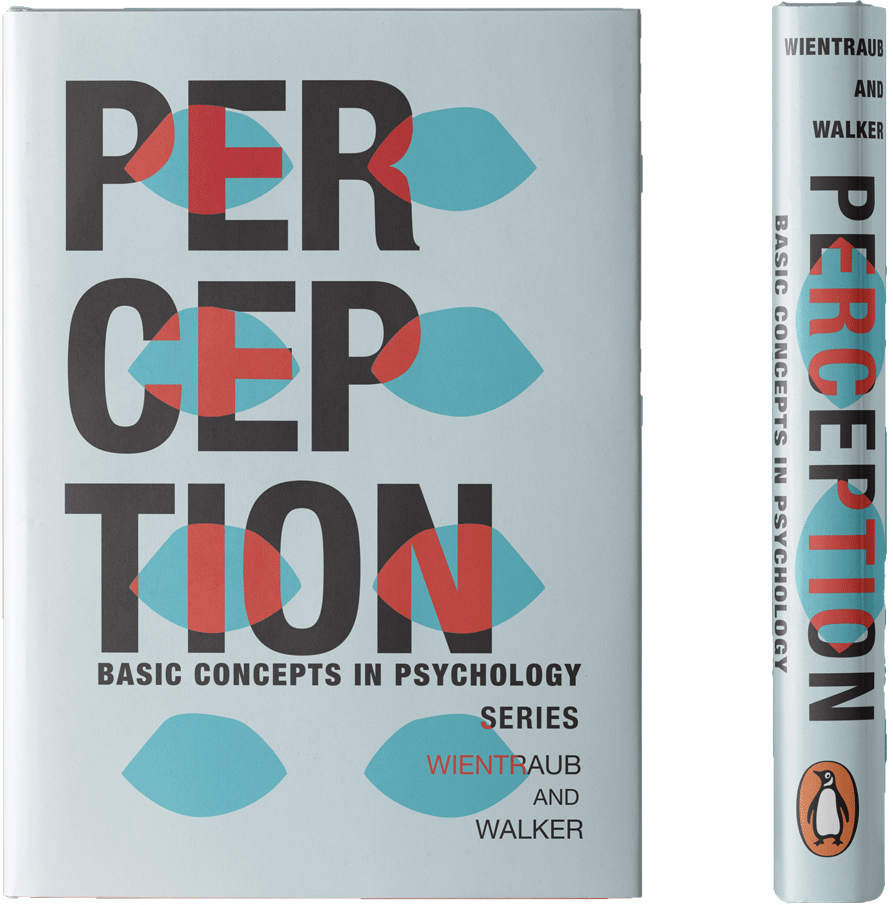 PER
CEP
TION
BASIC CONCEPTS IN PSYCHOLOGY
SERIES
WIENTRAUB
AND
WALKER
WIENTRAUB
AND
WALKER
PERCEPTION
BASIC CONCEPTS IN PSYCHOLOGY